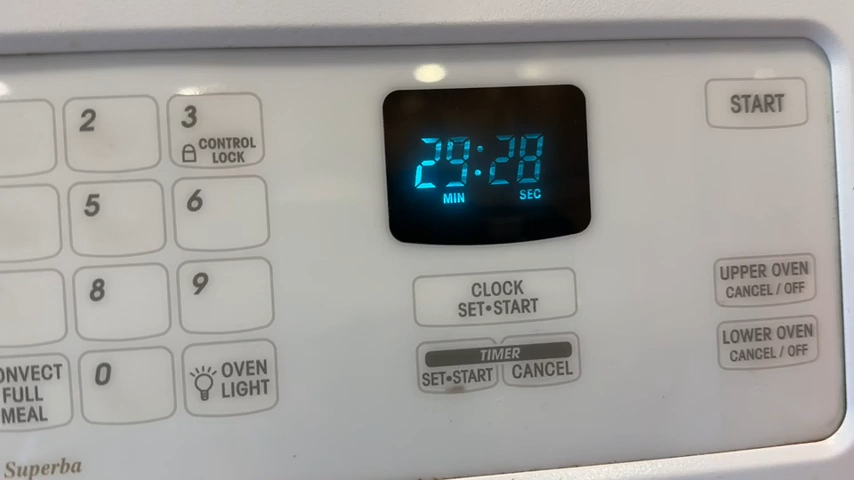 2
3
CONTROL
LOCK
5
6
8
9
ONVECT
FULL
MEAL
0
OVEN
LIGHT
Superba
29:28
MIN SEC
CLOCK
SET•START
TIMER
SET•START CANCEL
START
UPPER OVEN
CANCEL / OFF
LOWER OVEN
CANCEL / OFF